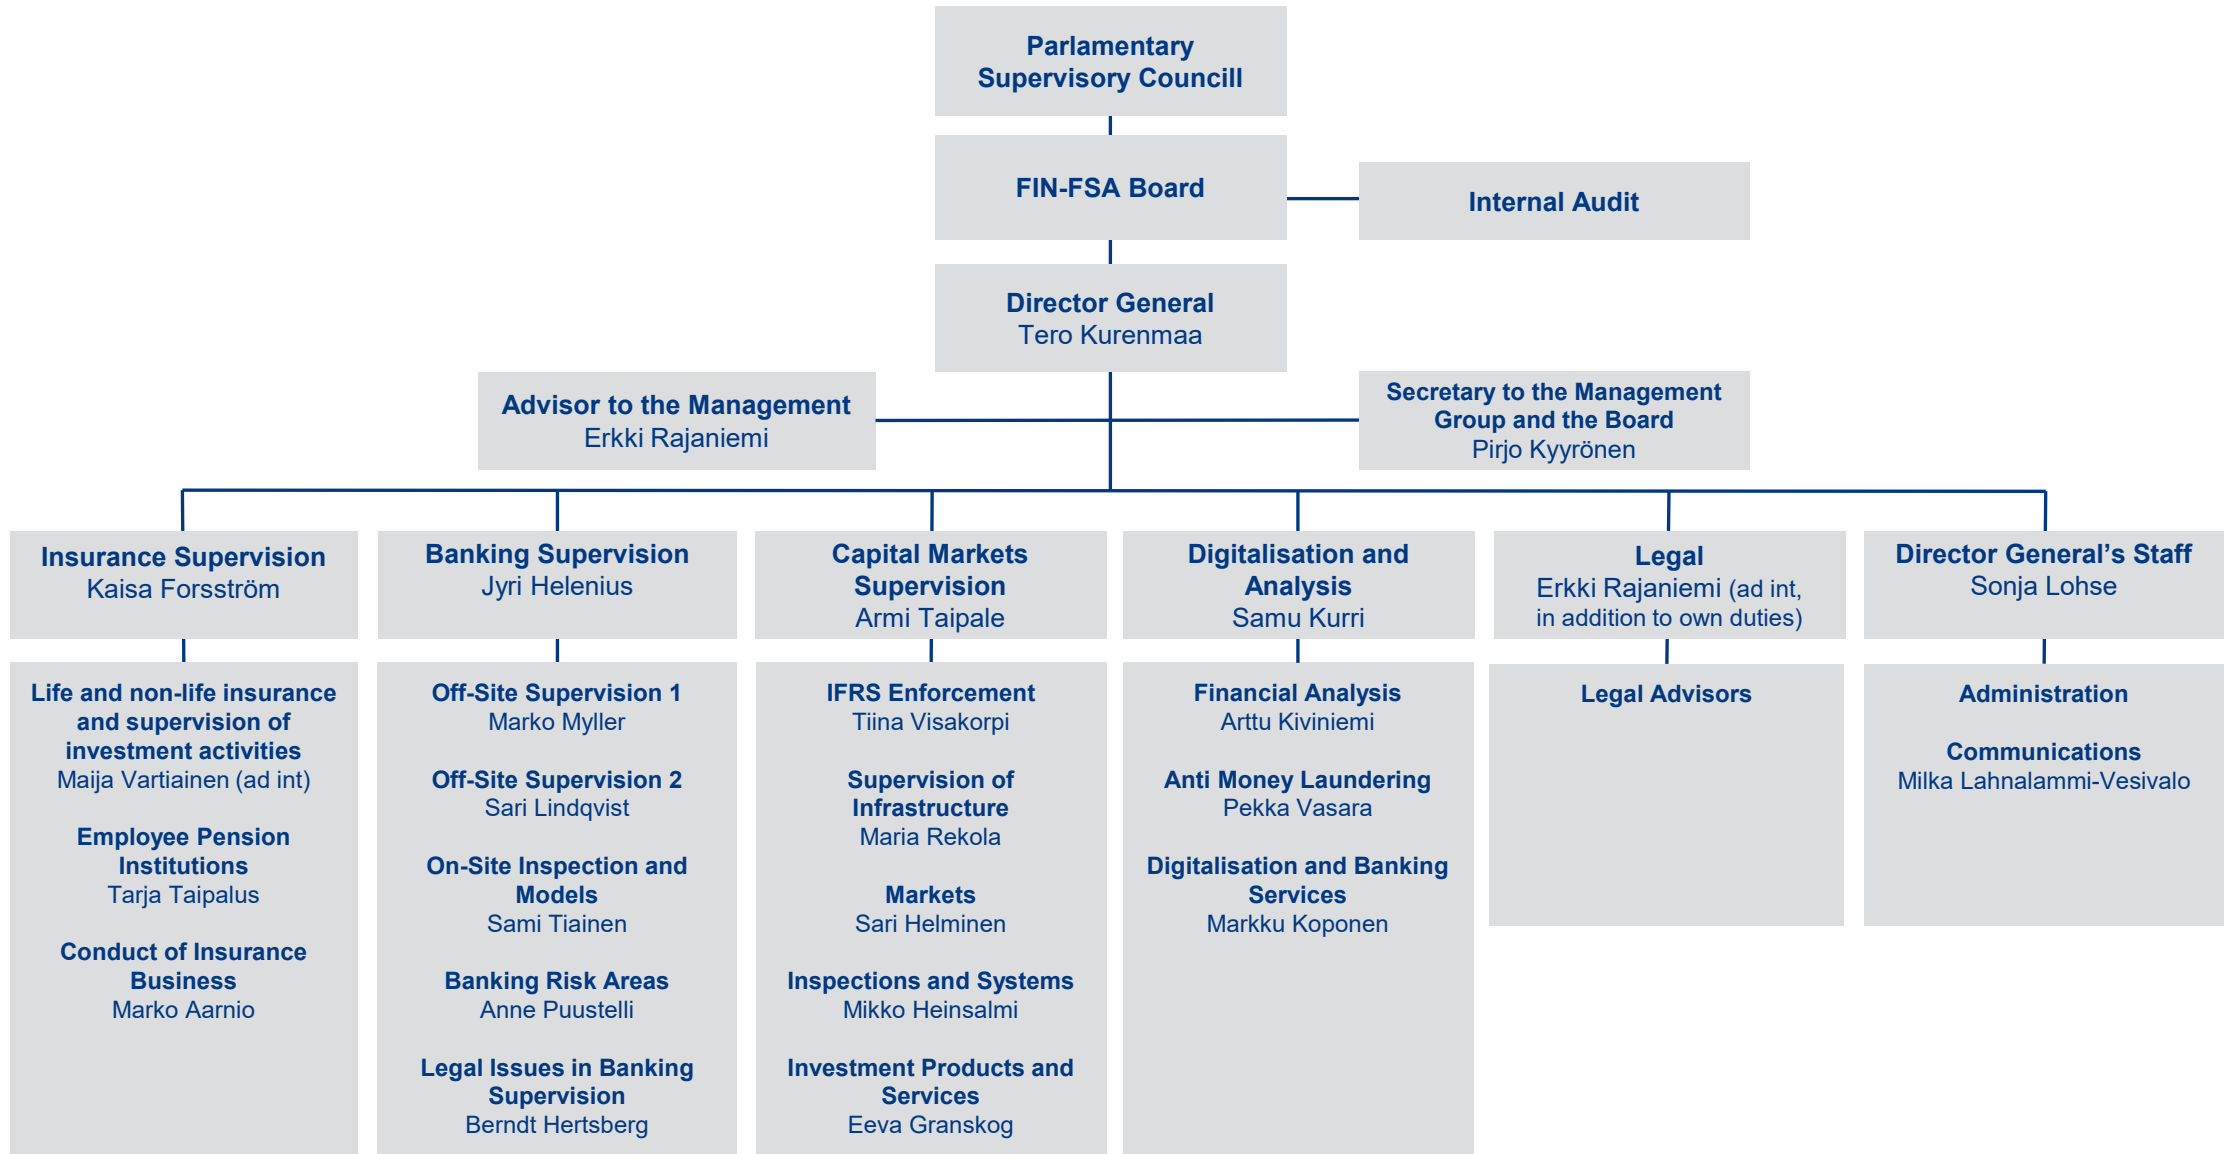 Parlamentary
Supervisory Councill
FIN-FSA Board
Internal Audit
Director General
Tero Kurenmaa
Advisor to the Management
Erkki Rajaniemi
Secretary to the Management
Group and the Board
Pirjo Kyyrönen
Insurance Supervision
Kaisa Forsström
Banking Supervision
Jyri Helenius
Capital Markets
Supervision
Armi Taipale
Digitalisation and
Analysis
Samu Kurri
Legal
Erkki Rajaniemi (ad int,
in addition to own duties)
Director General’s Staff
Sonja Lohse
Life and non-life insurance
and supervision of
investment activities
Maija Vartiainen (ad int)
Employee Pension
Institutions
Tarja Taipalus
Conduct of Insurance
Business
Marko Aarnio
Off-Site Supervision 1
Marko Myller
Off-Site Supervision 2
Sari Lindqvist
On-Site Inspection and
Models
Sami Tiainen
Banking Risk Areas
Anne Puustelli
Legal Issues in Banking
Supervision
Berndt Hertsberg
IFRS Enforcement
Tiina Visakorpi
Supervision of
Infrastructure
Maria Rekola
Markets
Sari Helminen
Inspections and Systems
Mikko Heinsalmi
Investment Products and
Services
Eeva Granskog
Financial Analysis
Arttu Kiviniemi
Anti Money Laundering
Pekka Vasara
Digitalisation and Banking
Services
Markku Koponen
Legal Advisors
Administration
Communications
Milka Lahnalammi-Vesivalo